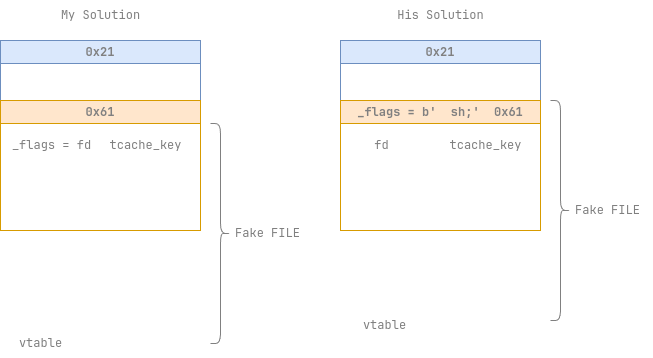 My Solution
His Solution
0x21
0x21
0x61
_flags = b'  sh;'  0x61
_flags = fd  tcache_key
fd  tcache_key
Fake FILE
Fake FILE
vtable
vtable